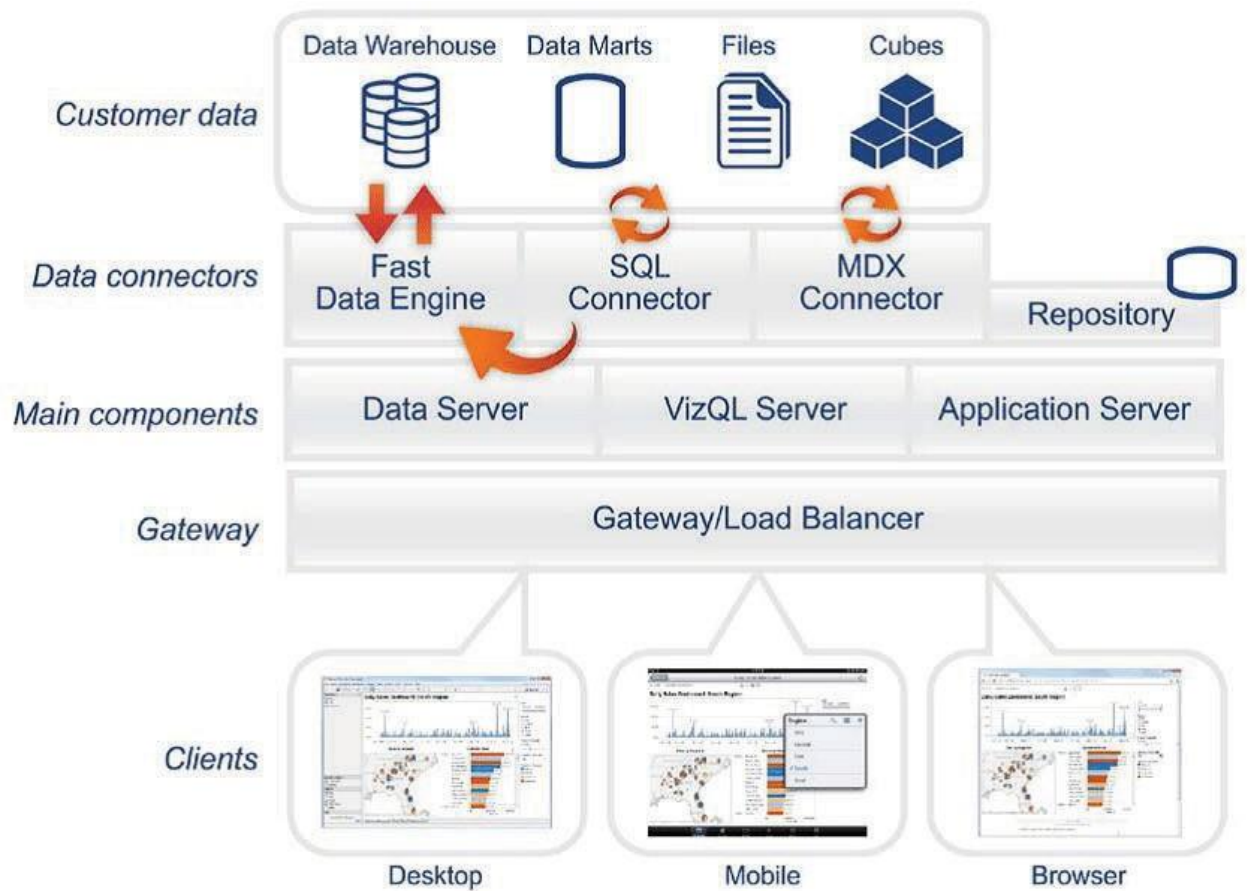 Data Warehouse
Data Marts
Files
Cubes
Customer data
Data connectors
Fast
Data Engine
SQL
Connector
MDX
Connector
Repository
Main components
Data Server
VizQL Server
Application Server
Gateway
Gateway/Load Balancer
Clients
Desktop
Mobile
Browser